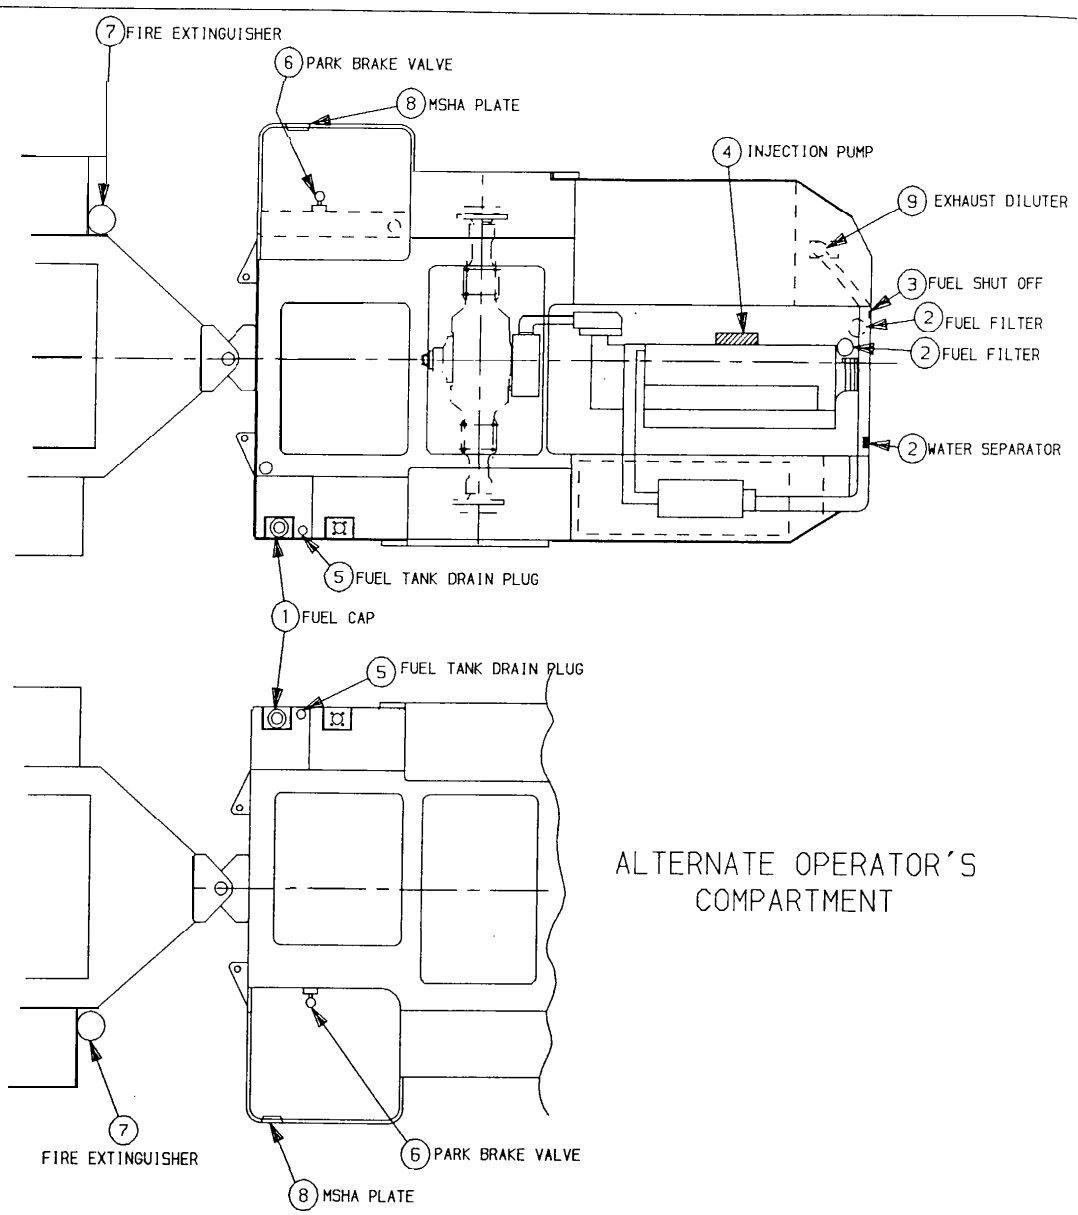 7 FIRE EXTINGUISHER
6 PARK BRAKE VALVE
8 MSHA PLATE
4 INJECTION PUMP
9 EXHAUST DILUTER
3 FUEL SHUT OFF
2 FUEL FILTER
2 FUEL FILTER
2 WATER SEPARATOR
5 FUEL TANK DRAIN PLUG
1 FUEL CAP
5 FUEL TANK DRAIN PLUG
ALTERNATE OPERATOR'S
COMPARTMENT
7
FIRE EXTINGUISHER
6 PARK BRAKE VALVE
8 MSHA PLATE